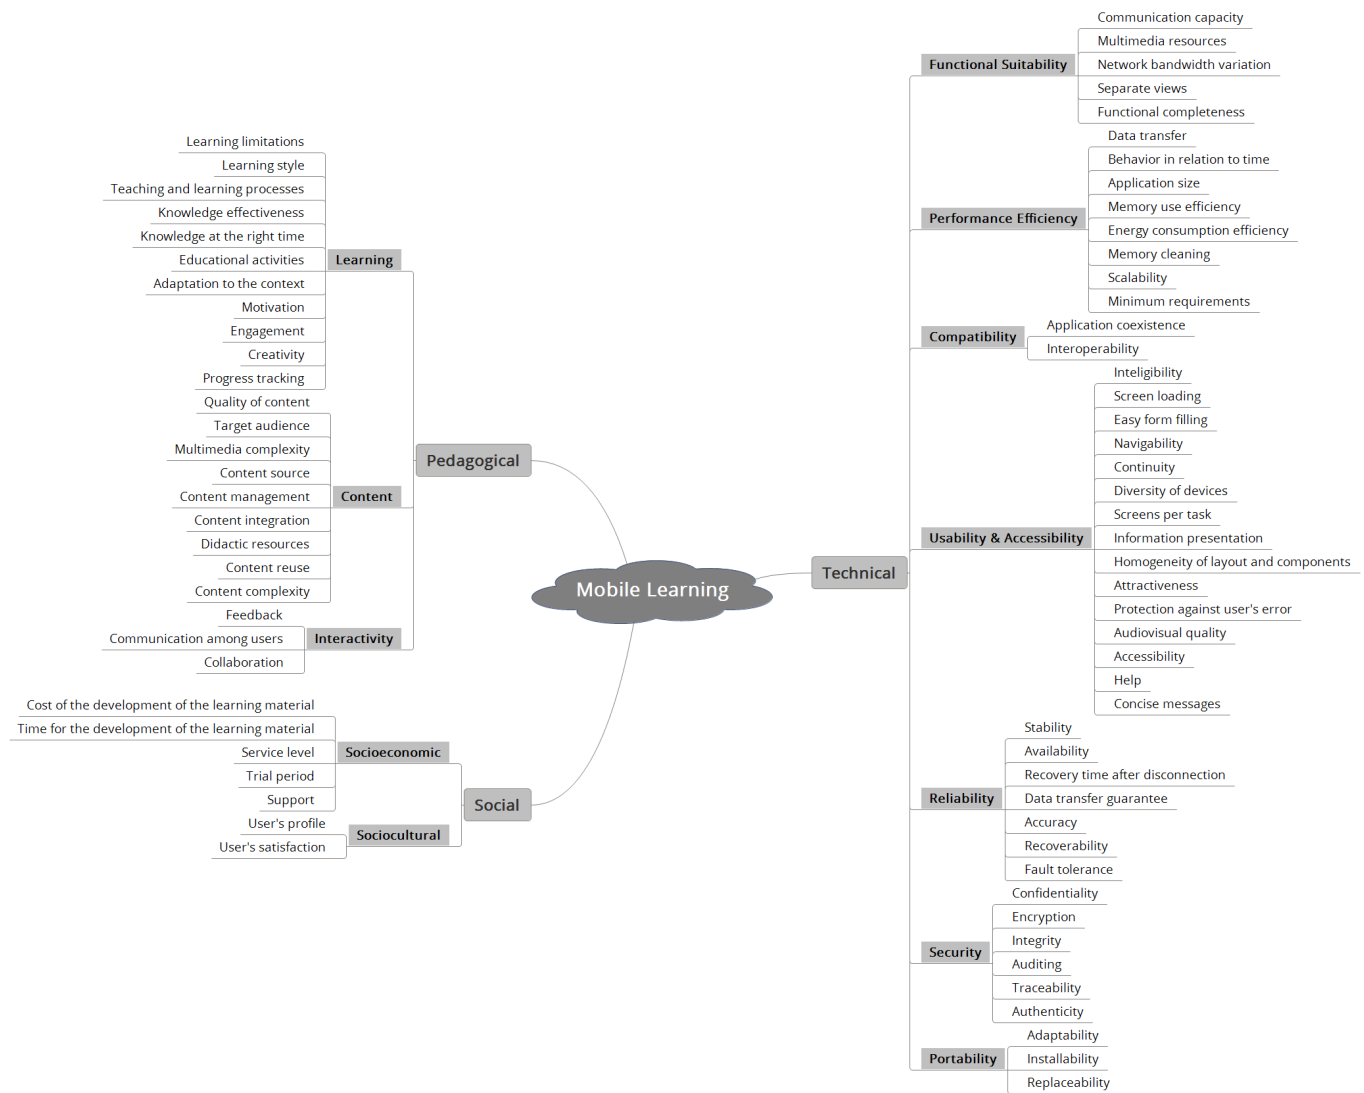 Mobile Learning
Pedagogical
Learning
Learning limitations
Learning style
Teaching and learning processes
Knowledge effectiveness
Knowledge at the right time
Educational activities
Adaptation to the context
Motivation
Engagement
Creativity
Progress tracking
Content
Quality of content
Target audience
Multimedia complexity
Content source
Content management
Content integration
Didactic resources
Content reuse
Content complexity
Interactivity
Feedback
Communication among users
Collaboration
Social
Socioeconomic
Cost of the development of the learning material
Time for the development of the learning material
Service level
Trial period
Support
Sociocultural
User's profile
User's satisfaction
Technical
Functional Suitability
Communication capacity
Multimedia resources
Network bandwidth variation
Separate views
Functional completeness
Performance Efficiency
Data transfer
Behavior in relation to time
Application size
Memory use efficiency
Energy consumption efficiency
Memory cleaning
Scalability
Minimum requirements
Compatibility
Application coexistence
Interoperability
Usability & Accessibility
Inteligibility
Screen loading
Easy form filling
Navigability
Continuity
Diversity of devices
Screens per task
Information presentation
Homogeneity of layout and components
Attractiveness
Protection against user's error
Audiovisual quality
Accessibility
Help
Concise messages
Reliability
Stability
Availability
Recovery time after disconnection
Data transfer guarantee
Accuracy
Recoverability
Fault tolerance
Security
Confidentiality
Encryption
Integrity
Auditing
Traceability
Authenticity
Portability
Adaptability
Installability
Replaceability